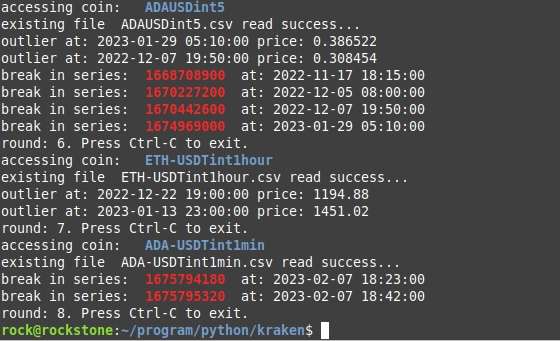 accessing coin:   ADAUSDint5
existing file  ADAUSDint5.csv read success...
outlier at: 2023-01-29 05:10:00 price: 0.386522
outlier at: 2022-12-07 19:50:00 price: 0.308454
break in series:  1668708900  at: 2022-11-17 18:15:00
break in series:  1670227200  at: 2022-12-05 08:00:00
break in series:  1670442600  at: 2022-12-07 19:50:00
break in series:  1674969000  at: 2023-01-29 05:10:00
round: 6. Press Ctrl-C to exit.
accessing coin:   ETH-USDTint1hour
existing file  ETH-USDTint1hour.csv read success...
outlier at: 2022-12-22 19:00:00 price: 1194.88
outlier at: 2023-01-13 23:00:00 price: 1451.02
round: 7. Press Ctrl-C to exit.
accessing coin:   ADA-USDTint1min
existing file  ADA-USDTint1min.csv read success...
break in series:  1675794180  at: 2023-02-07 18:23:00
break in series:  1675795320  at: 2023-02-07 18:42:00
round: 8. Press Ctrl-C to exit.
rock@rockstone:~/program/python/kraken$